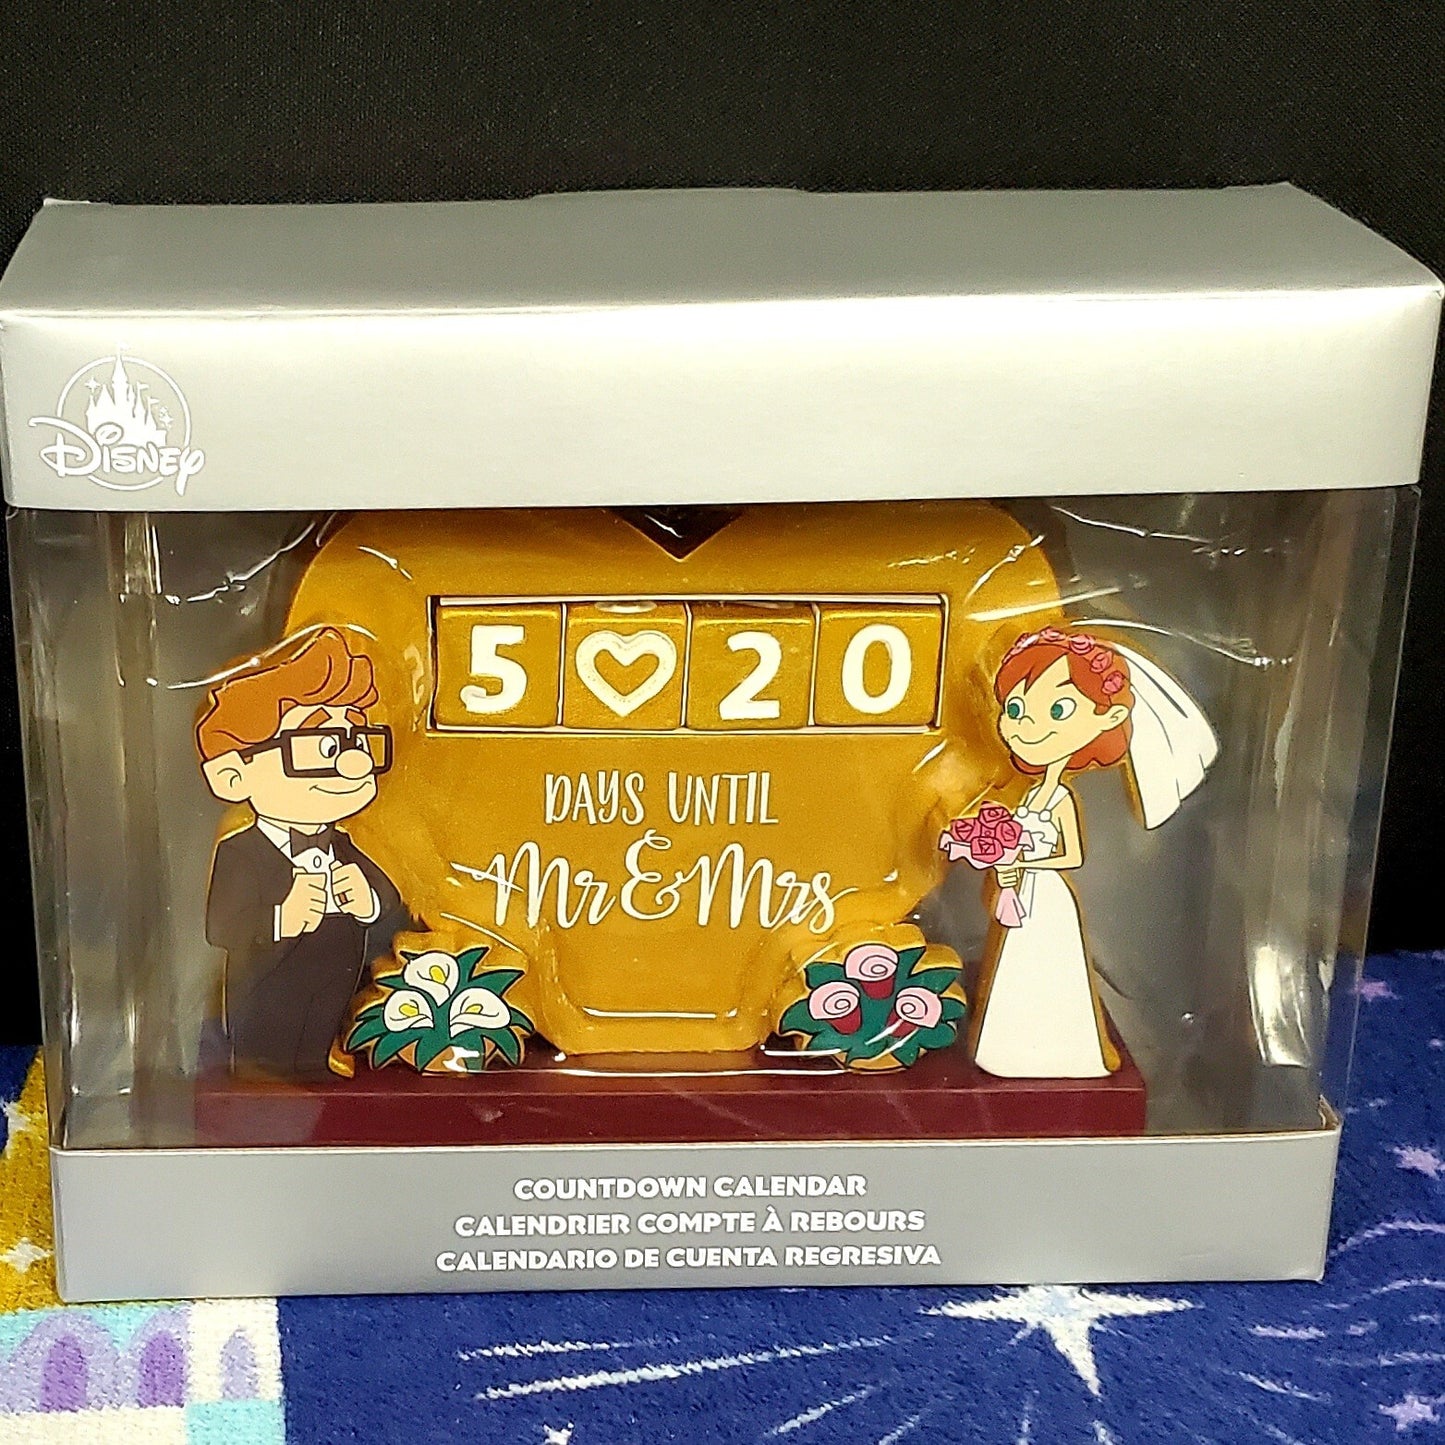 Disney
5 2 0
DAYS UNTIL
Mr & Mrs
COUNTDOWN CALENDAR
CALENDRIER COMPTE À REBOURS
CALENDARIO DE CUENTA REGRESIVA